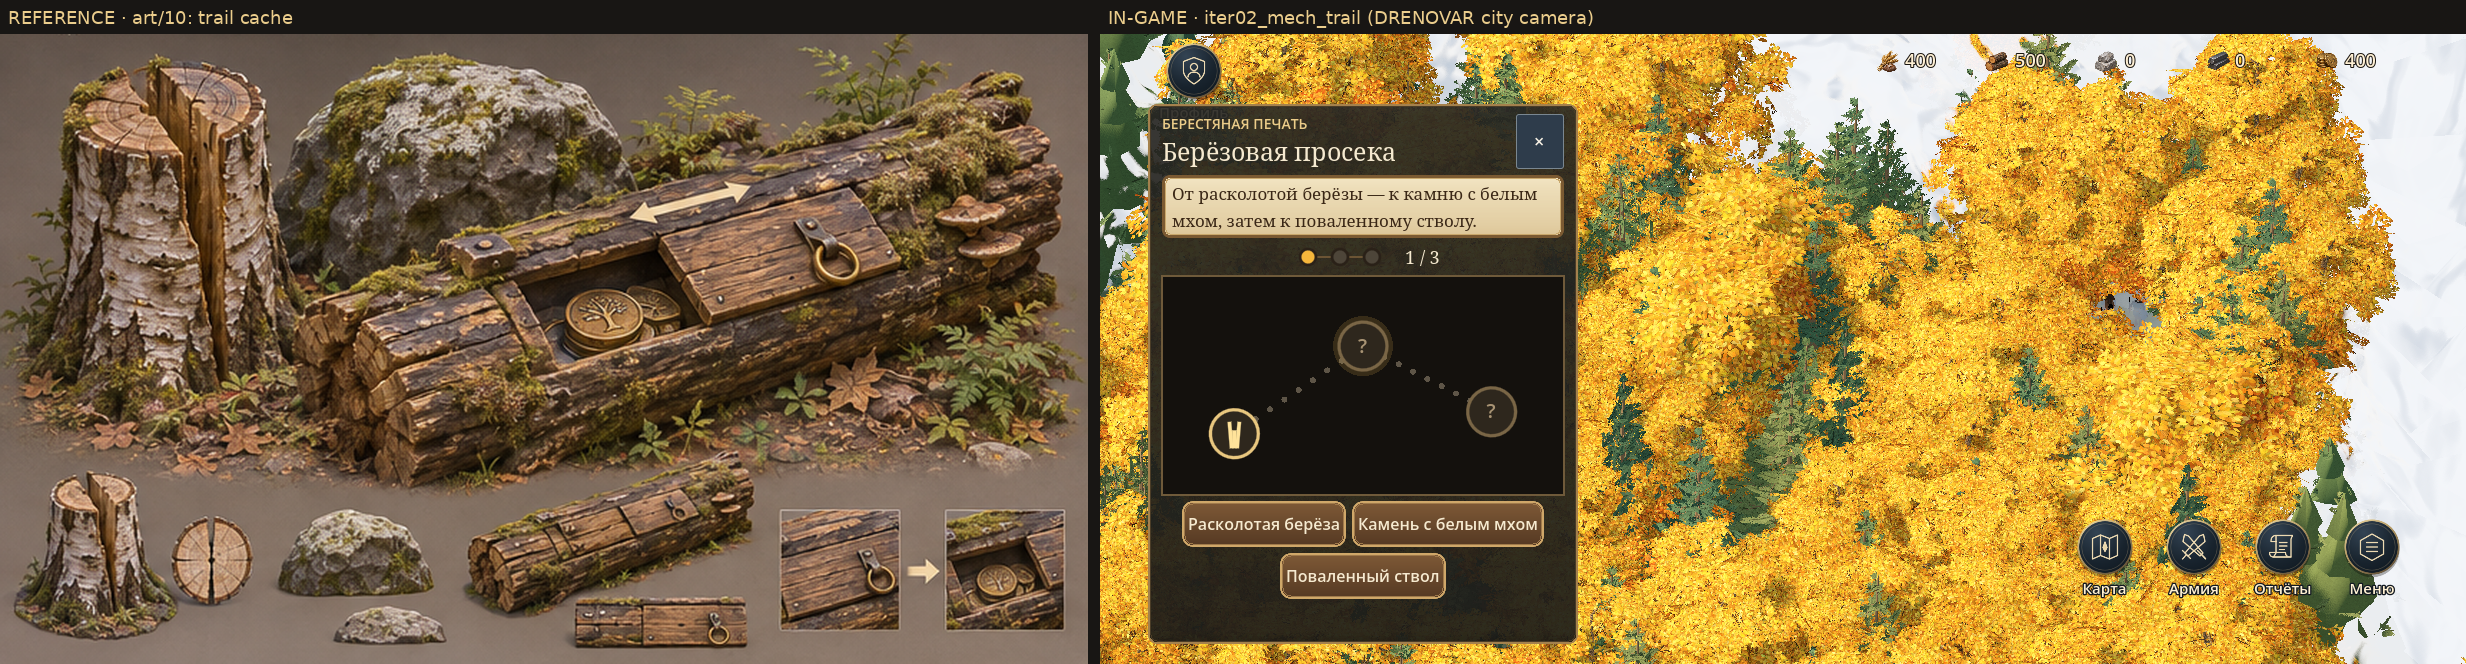 REFERENCE · art/10: trail cache
IN-GAME · iter02_mech_trail (DRENOVAR city camera)
400
500
0
0
400
БЕРЕСТЯНАЯ ПЕЧАТЬ
Берёзовая просека
×
От расколотой берёзы — к камню с белым
мхом, затем к поваленному стволу.
1 / 3
?
?
Расколотая берёза
Камень с белым мхом
Поваленный ствол
Карта
Армия
Отчёты
Меню